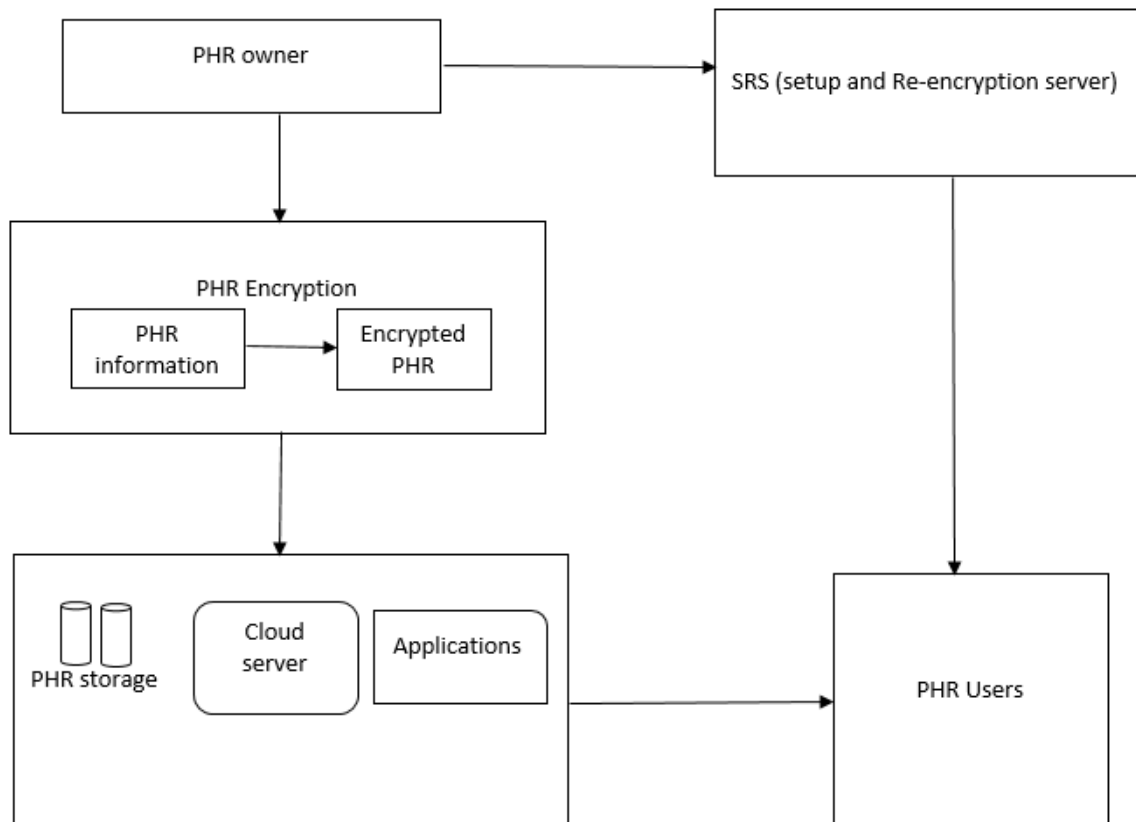 PHR owner
SRS (setup and Re-encryption server)
PHR Encryption
PHR
information
Encrypted
PHR
PHR storage
Cloud
server
Applications
PHR Users